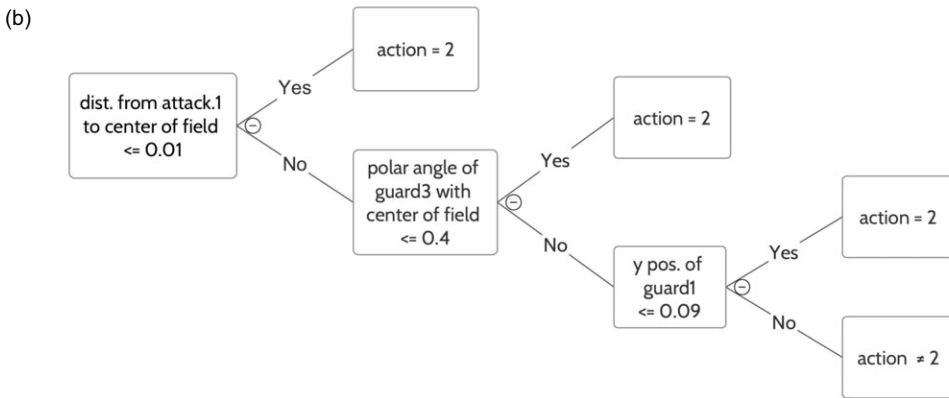 (b)
dist. from attack.1
to center of field
<= 0.01
Yes
action = 2
No
polar angle of
guard3 with
center of field
<= 0.4
Yes
action = 2
No
y pos. of
guard1
<= 0.09
Yes
action = 2
No
action ≠ 2